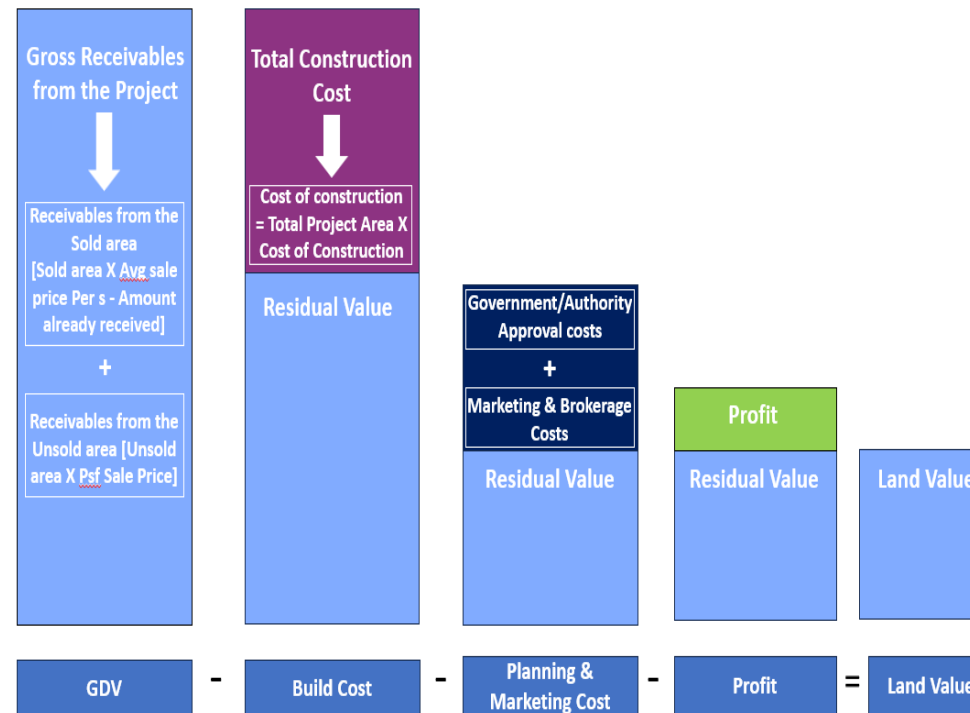 Gross Receivables
from the Project
Receivables from the
Sold area
[Sold area X Avg sale
price Per s - Amount
already received]
+
Receivables from the
Unsold area [Unsold
area X Psf Sale Price]
Total Construction
Cost
Cost of construction
= Total Project Area X
Cost of Construction
Residual Value
Government/Authority
Approval costs
+
Marketing & Brokerage
Costs
Residual Value
Profit
Residual Value
Land Value
GDV
-
Build Cost
-
Planning &
Marketing Cost
-
Profit
=
Land Value